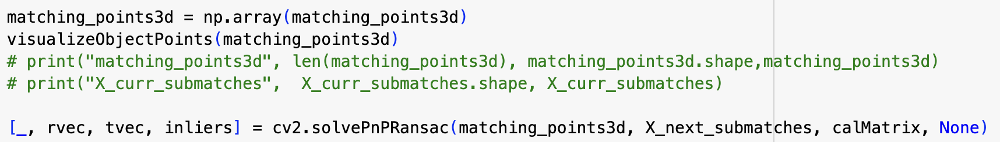 matching_points3d = np.array(matching_points3d)
visualizeObjectPoints(matching_points3d)
# print("matching_points3d", len(matching_points3d), matching_points3d.shape,matching_points3d)
# print("X_curr_submatches",  X_curr_submatches.shape, X_curr_submatches)
[_, rvec, tvec, inliers] = cv2.solvePnPRansac(matching_points3d, X_next_submatches, calMatrix, None)